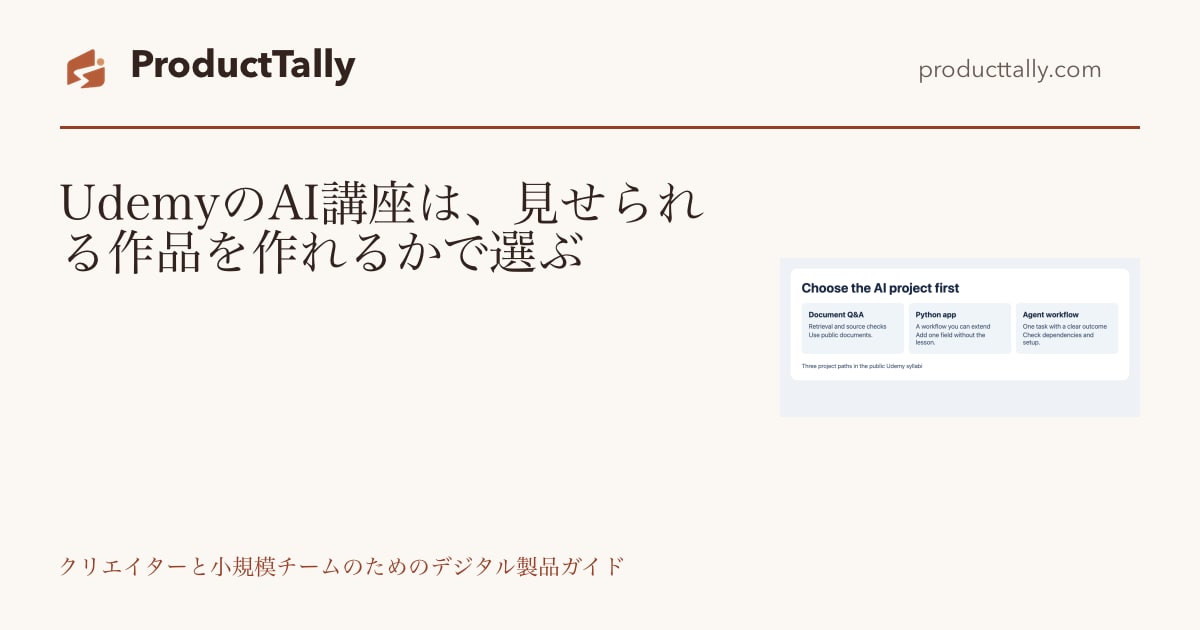 ProductTally
producttally.com
UdemyのAI講座は、見せられ
る作品を作れるかで選ぶ
Choose the AI project first
Document Q&A
Retrieval and source checks
Use public documents.
Python app
A workflow you can extend
Add one field without the
lesson.
Agent workflow
One task with a clear outcome
Check dependencies and
setup.
Three project paths in the public Udemy syllabi
クリエイターと小規模チームのためのデジタル製品ガイド